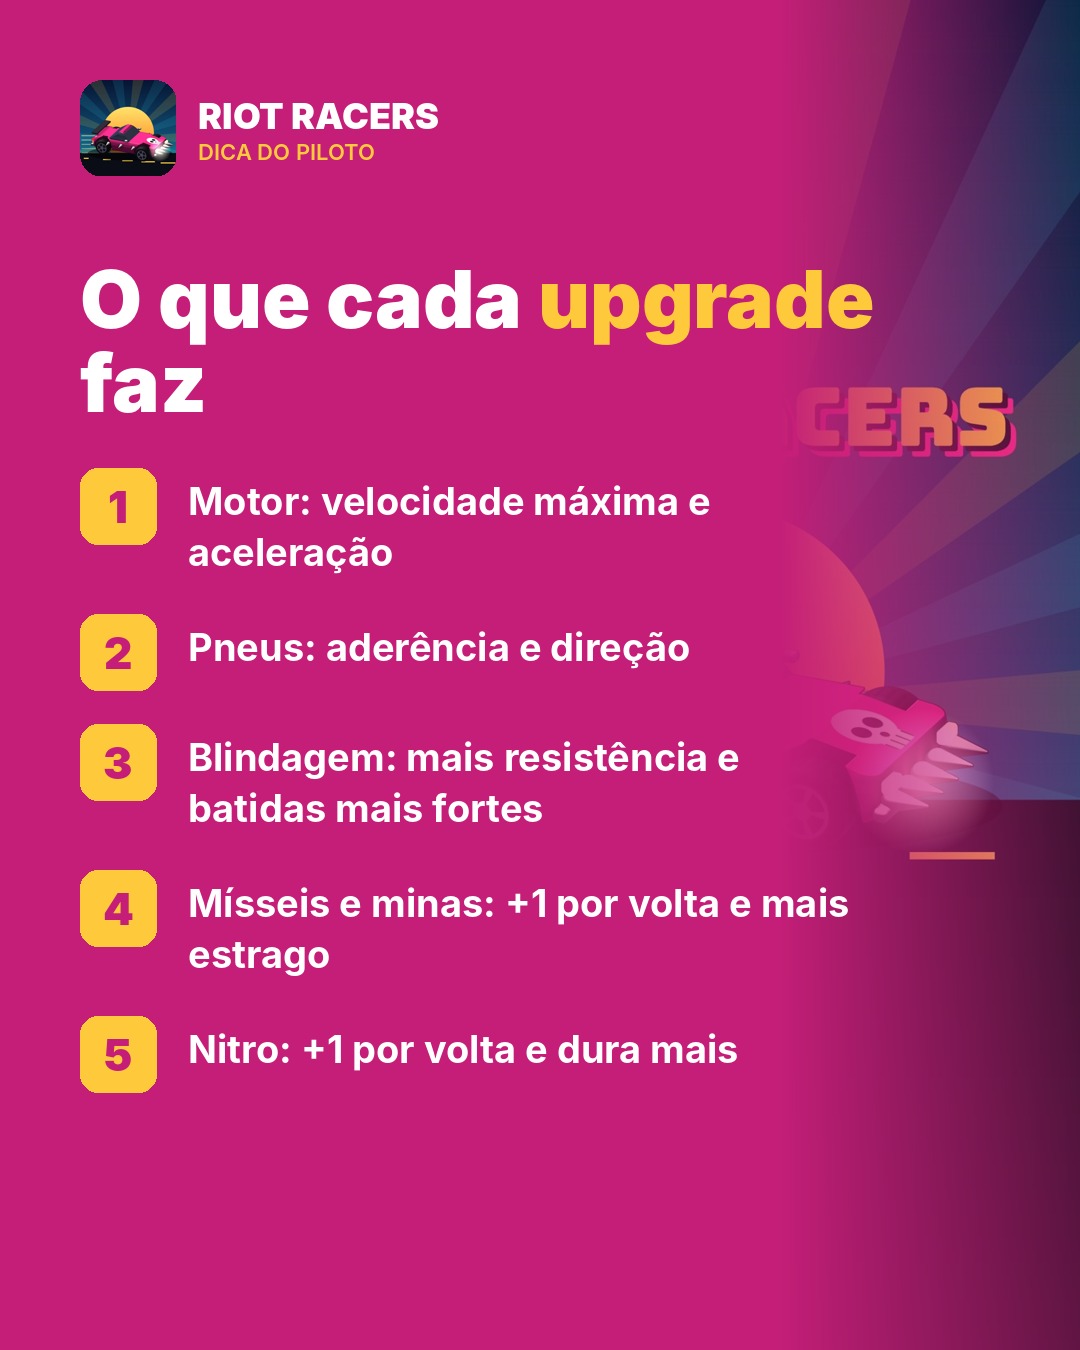 RIOT RACERS
DICA DO PILOTO
O que cada upgrade
faz
CERS
1 Motor: velocidade máxima e
aceleração
2 Pneus: aderência e direção
3 Blindagem: mais resistência e
batidas mais fortes
4 Mísseis e minas: +1 por volta e mais
estrago
5 Nitro: +1 por volta e dura mais